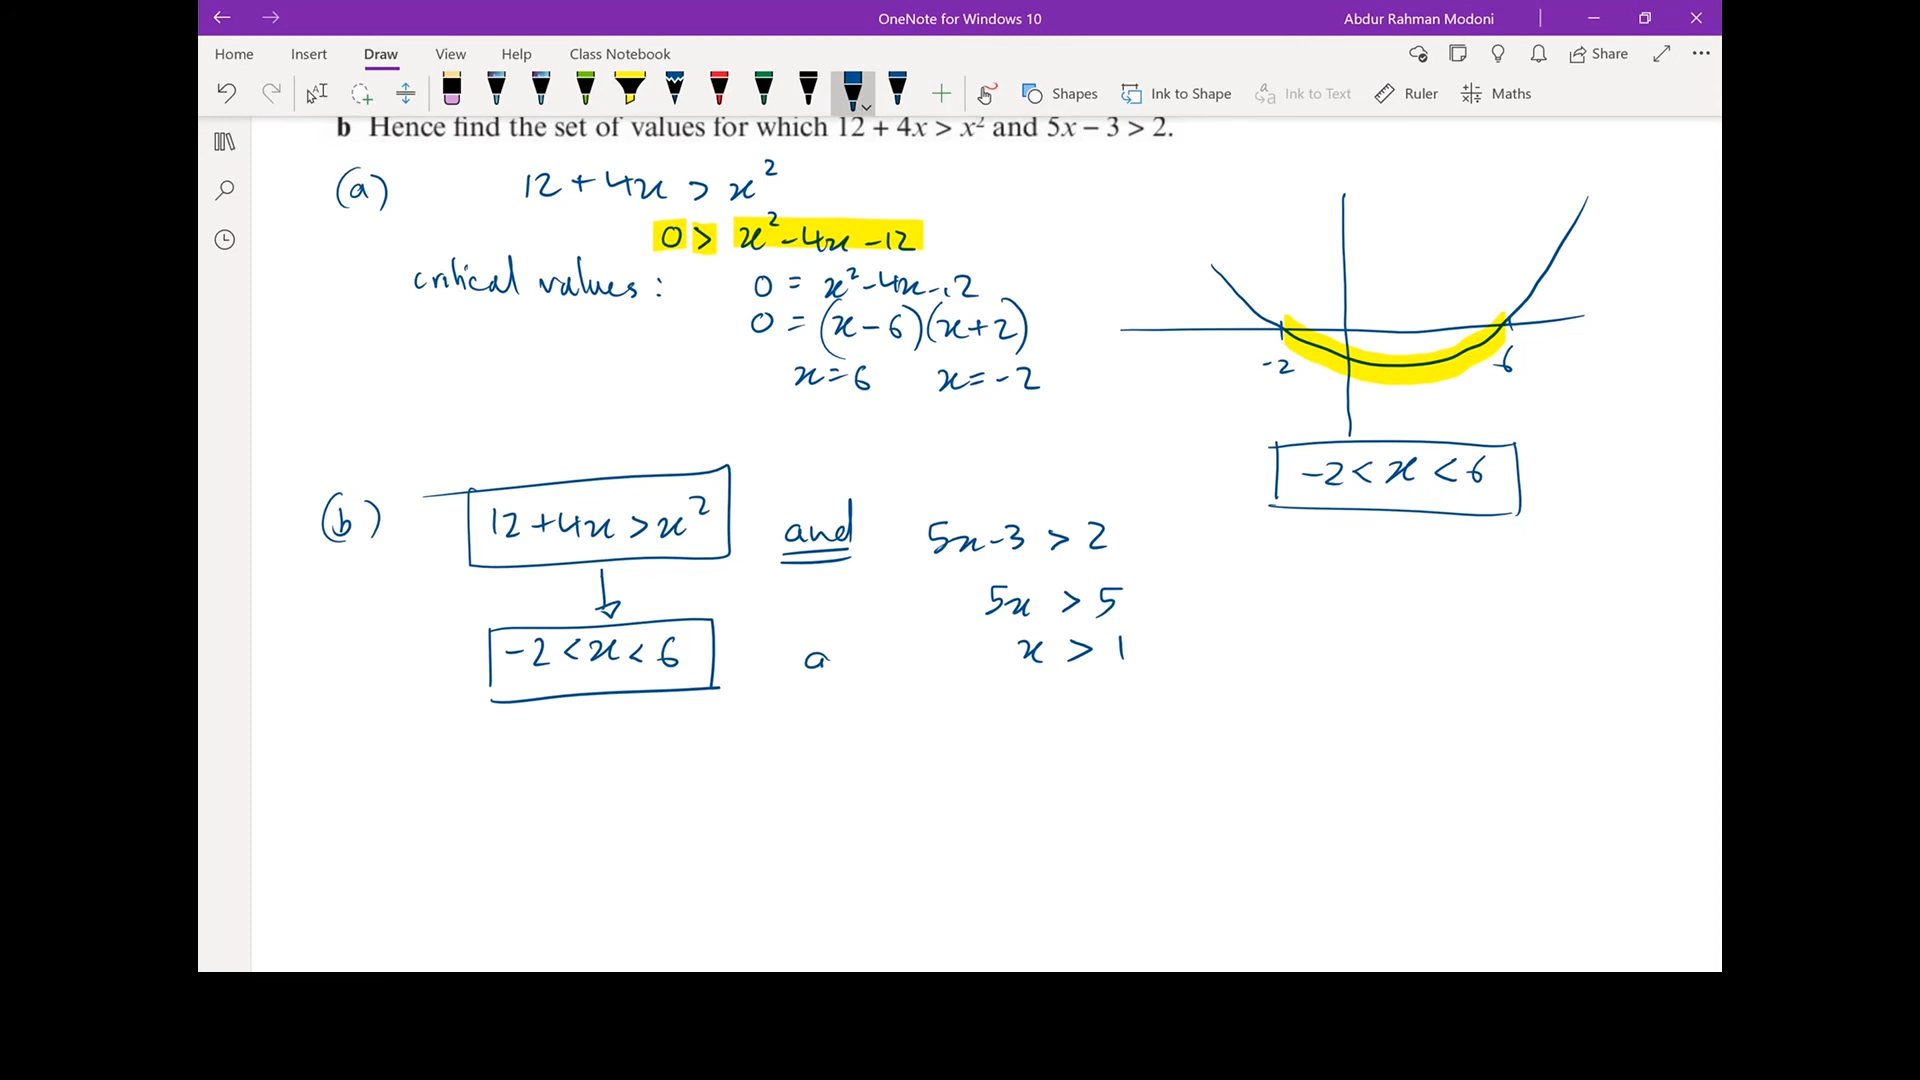 OneNote for Windows 10
Abdur Rahman Modoni
Home Insert Draw View Help Class Notebook Share
Shapes Ink to Shape Ink to Text Ruler Maths
b Hence find the set of values for which 12 + 4x > x² and 5x − 3 > 2.
(a) 12 + 4x > x²
0 > x² - 4x - 12
critical values : 0 = x² - 4x - 12
0 = (x - 6)(x + 2)
x = 6 x = -2
-2 6
-2 < x < 6
(b) 12 + 4x > x² and 5x - 3 > 2
5x > 5
-2 < x < 6 a x > 1